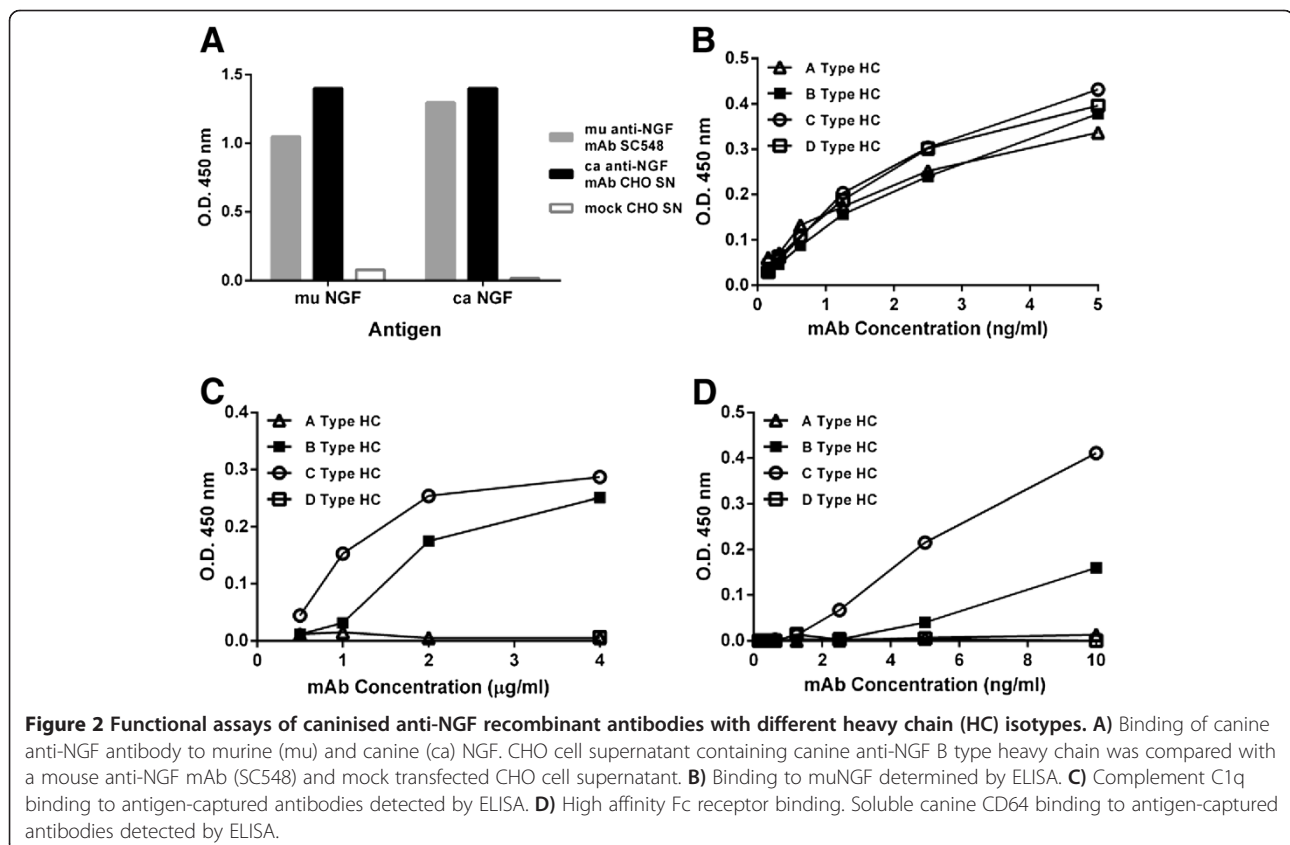 A
O.D. 450 nm
1.5
1.0
0.5
0.0
mu NGF
ca NGF
Antigen
mu anti-NGF
mAb SC548
ca anti-NGF
mAb CHO SN
mock CHO SN
B
O.D. 450 nm
0.5
0.4
0.3
0.2
0.1
0.0
A Type HC
B Type HC
C Type HC
D Type HC
0
1
2
3
4
5
mAb Concentration (ng/ml)
C
O.D. 450 nm
0.4
0.3
0.2
0.1
0.0
A Type HC
B Type HC
C Type HC
D Type HC
0
1
2
3
4
mAb Concentration (μg/ml)
D
O.D. 450 nm
0.5
0.4
0.3
0.2
0.1
0.0
A Type HC
B Type HC
C Type HC
D Type HC
0
2
4
6
8
10
mAb Concentration (ng/ml)
Figure 2 Functional assays of caninised anti-NGF recombinant antibodies with different heavy chain (HC) isotypes. A) Binding of canine
anti-NGF antibody to murine (mu) and canine (ca) NGF. CHO cell supernatant containing canine anti-NGF B type heavy chain was compared with
a mouse anti-NGF mAb (SC548) and mock transfected CHO cell supernatant. B) Binding to muNGF determined by ELISA. C) Complement C1q
binding to antigen-captured antibodies detected by ELISA. D) High affinity Fc receptor binding. Soluble canine CD64 binding to antigen-captured
antibodies detected by ELISA.